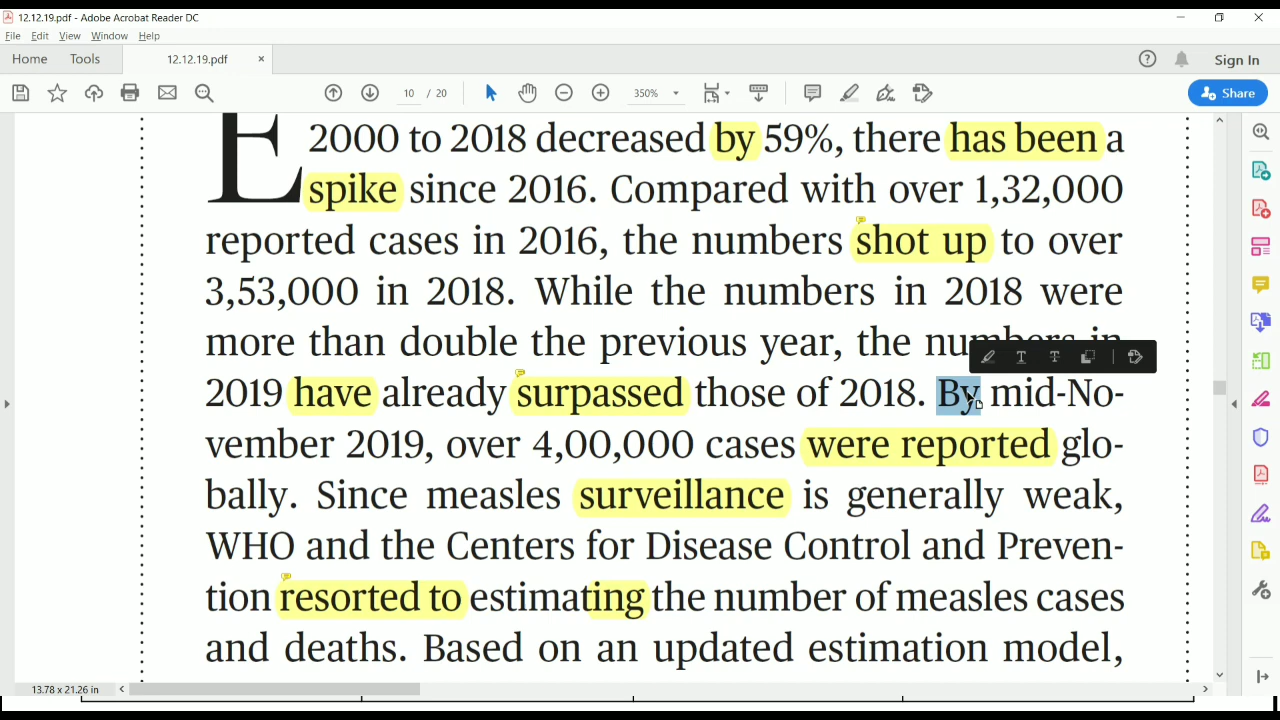 12.12.19.pdf - Adobe Acrobat Reader DC
File Edit View Window Help
Home Tools 12.12.19.pdf × Sign In
10 / 20 350% Share
E 2000 to 2018 decreased by 59%, there has been a
spike since 2016. Compared with over 1,32,000
reported cases in 2016, the numbers shot up to over
3,53,000 in 2018. While the numbers in 2018 were
more than double the previous year, the numbers in
2019 have already surpassed those of 2018. By mid-No-
vember 2019, over 4,00,000 cases were reported glo-
bally. Since measles surveillance is generally weak,
WHO and the Centers for Disease Control and Preven-
tion resorted to estimating the number of measles cases
and deaths. Based on an updated estimation model,
13.78 x 21.26 in